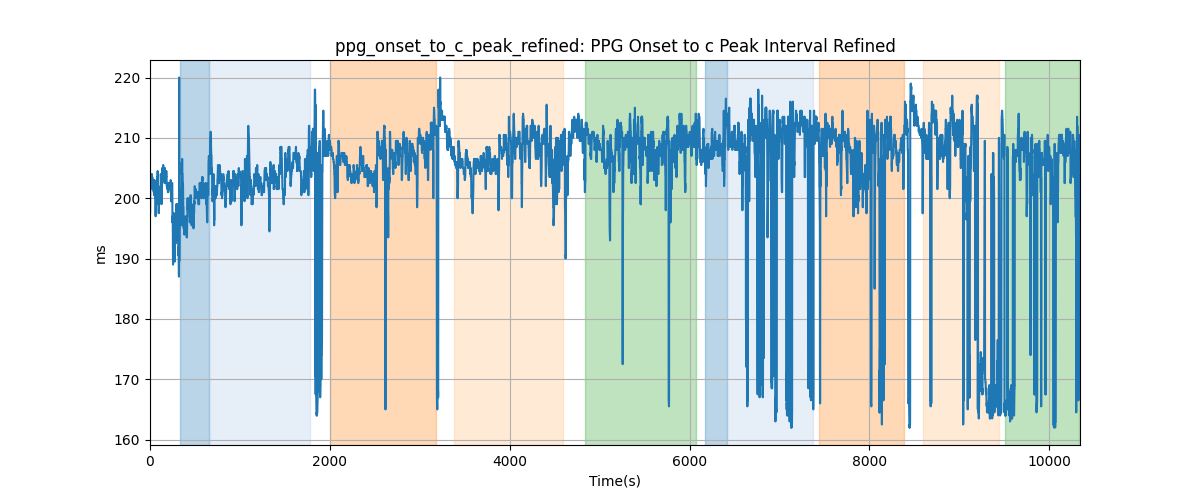 ppg_onset_to_c_peak_refined: PPG Onset to c Peak Interval Refined
220
210
200
190
180
170
160
ms
0 2000 4000 6000 8000 10000
Time(s)